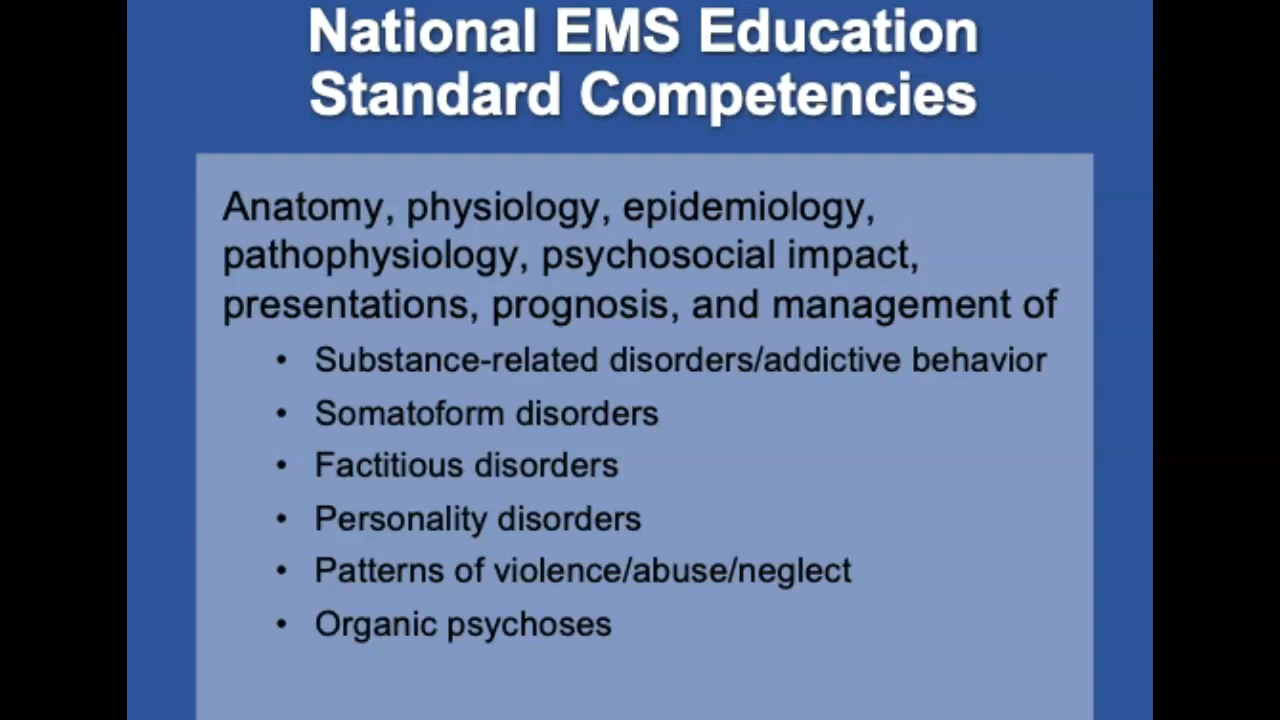 National EMS Education
Standard Competencies
Anatomy, physiology, epidemiology,
pathophysiology, psychosocial impact,
presentations, prognosis, and management of
• Substance-related disorders/addictive behavior
• Somatoform disorders
• Factitious disorders
• Personality disorders
• Patterns of violence/abuse/neglect
• Organic psychoses